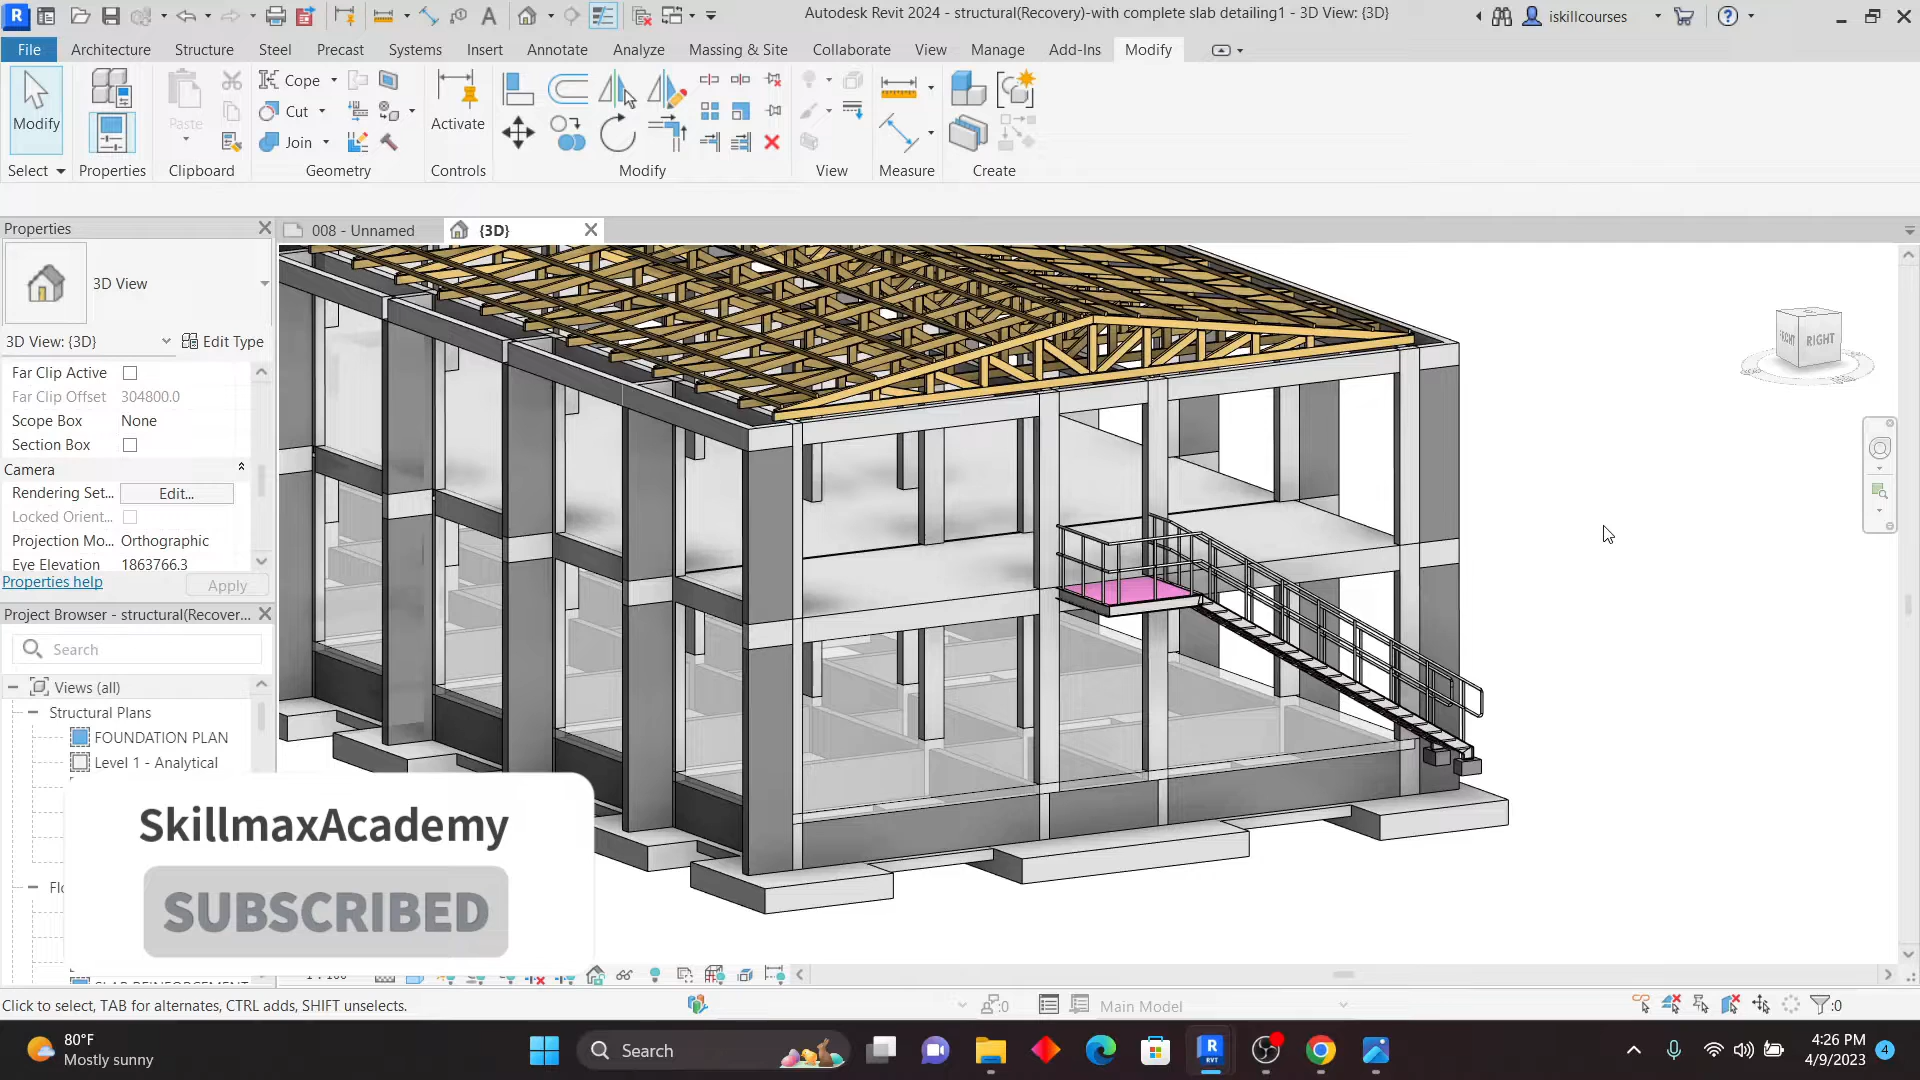 Autodesk Revit 2024 - structural(Recovery)-with complete slab detailing1 - 3D View: {3D}
iskillcourses
File Architecture Structure Steel Precast Systems Insert Annotate Analyze Massing & Site Collaborate View Manage Add-Ins Modify
Modify
Paste
Cope
Cut
Join
Activate
Select Properties Clipboard Geometry Controls Modify View Measure Create
Properties
008 - Unnamed
{3D}
3D View
3D View: {3D}
Edit Type
Far Clip Active
Far Clip Offset 304800.0
Scope Box None
Section Box
Camera
Rendering Set... Edit...
Locked Orient...
Projection Mo... Orthographic
Eye Elevation 1863766.3
Properties help
Apply
FRONT RIGHT
Project Browser - structural(Recover...
Search
Views (all)
Structural Plans
FOUNDATION PLAN
Level 1 - Analytical
SkillmaxAcademy
SUBSCRIBED
Click to select, TAB for alternates, CTRL adds, SHIFT unselects.
:0
Main Model
:0
80°F
Mostly sunny
Search
R
RVT
4:26 PM
4/9/2023
4